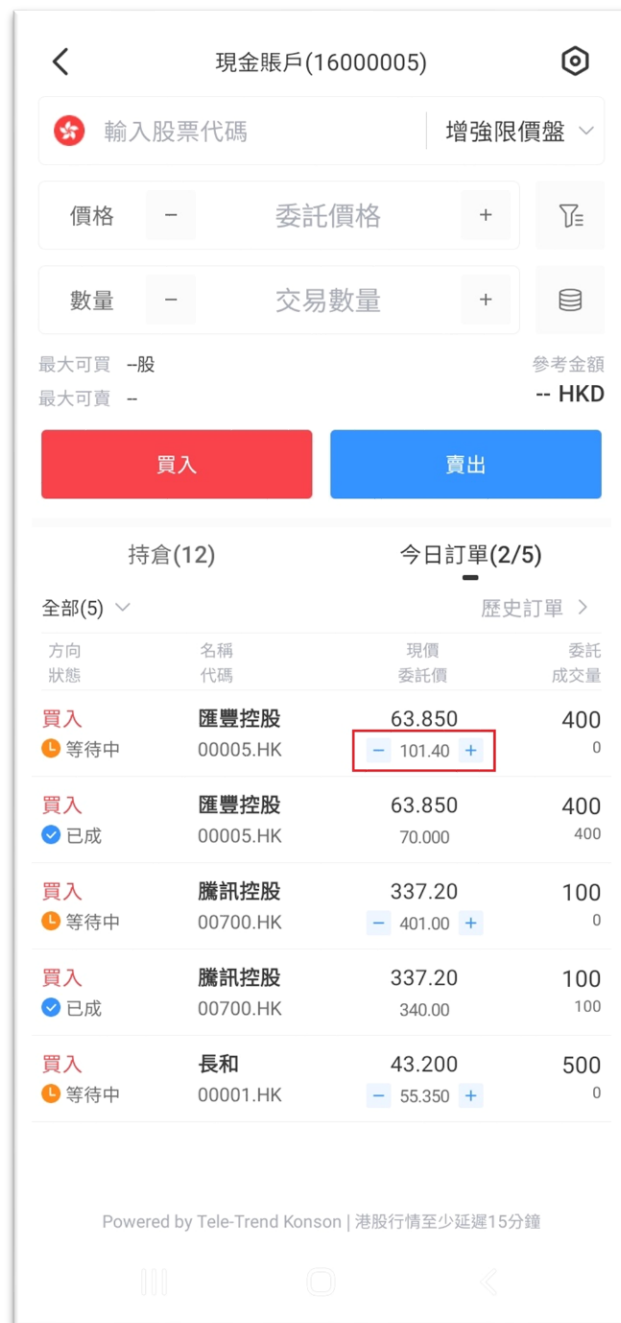 現金賬戶(16000005)
輸入股票代碼 增強限價盤
價格 − 委託價格 +
數量 − 交易數量 +
最大可買 --股 參考金額
最大可賣 -- -- HKD
買入 賣出
持倉(12) 今日訂單(2/5)
全部(5) 歷史訂單
方向 名稱 現價 委託
狀態 代碼 委託價 成交量
買入 匯豐控股 63.850 400
等待中 00005.HK − 101.40 + 0
買入 匯豐控股 63.850 400
已成 00005.HK 70.000 400
買入 騰訊控股 337.20 100
等待中 00700.HK − 401.00 + 0
買入 騰訊控股 337.20 100
已成 00700.HK 340.00 100
買入 長和 43.200 500
等待中 00001.HK − 55.350 + 0
Powered by Tele-Trend Konson | 港股行情至少延遲15分鐘